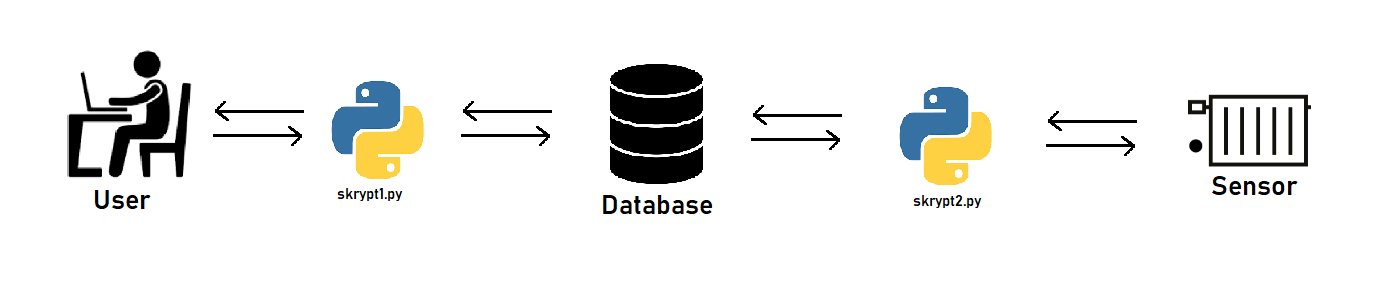 User
skrypt1.py
Database
skrypt2.py
Sensor